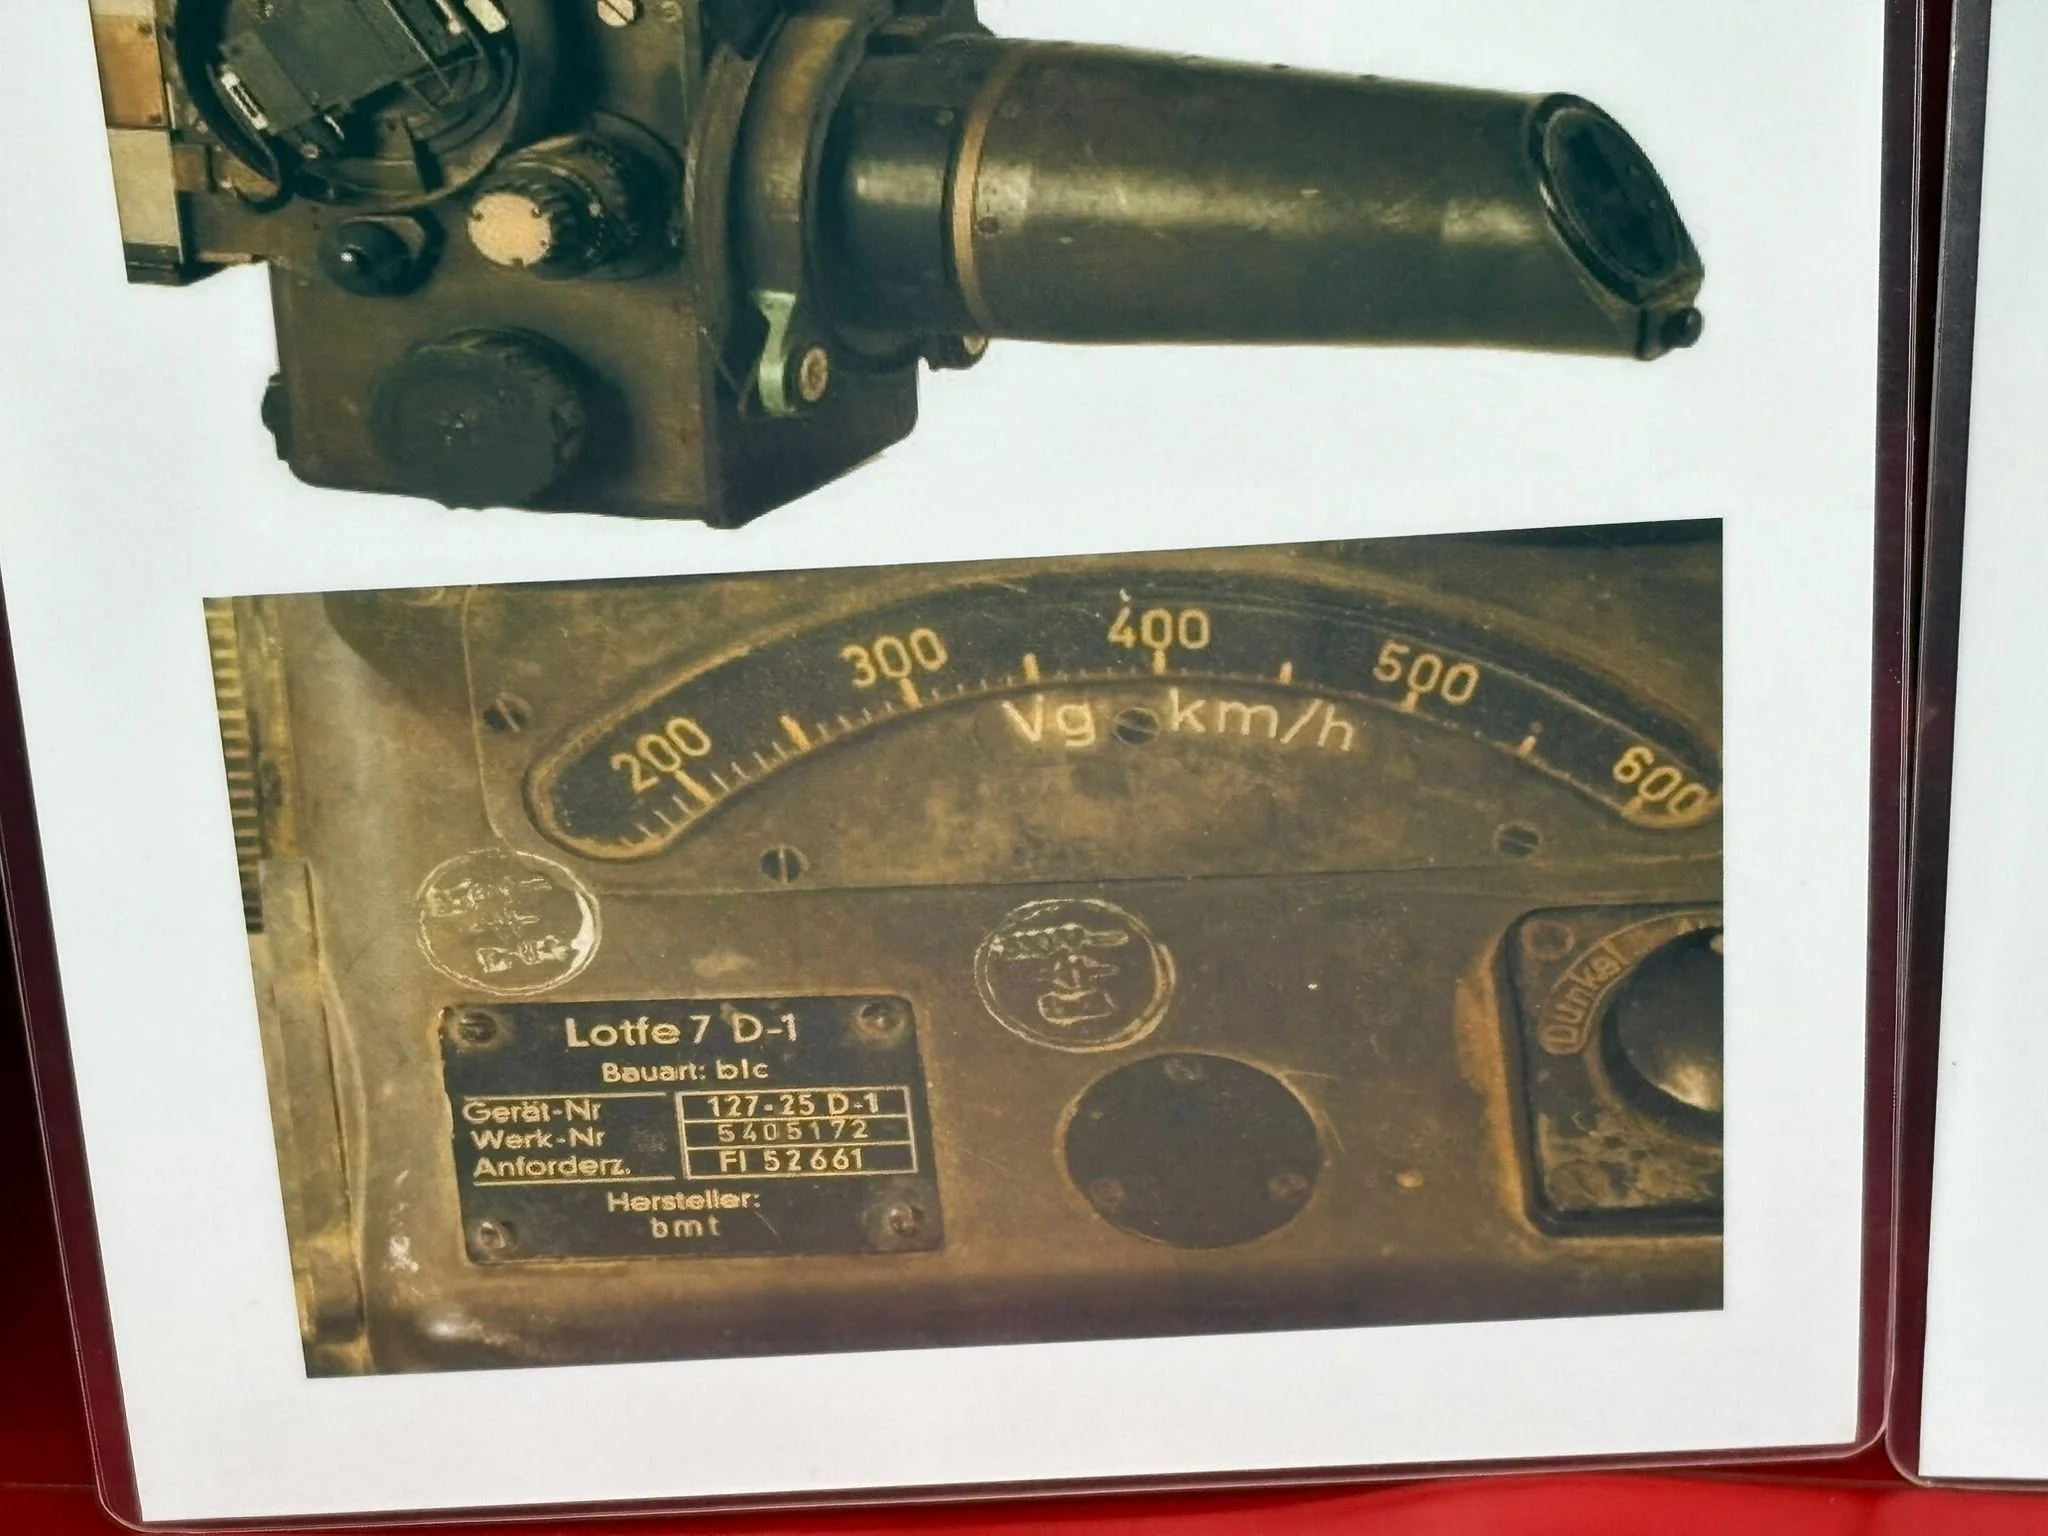 200 300 400 500 600
Vg km/h
Dunkel
Lotfe 7 D-1
Bauart: blc
Gerät-Nr 127-25 D-1
Werk-Nr 5405172
Anforderz. Fl 52661
Hersteller:
bmt